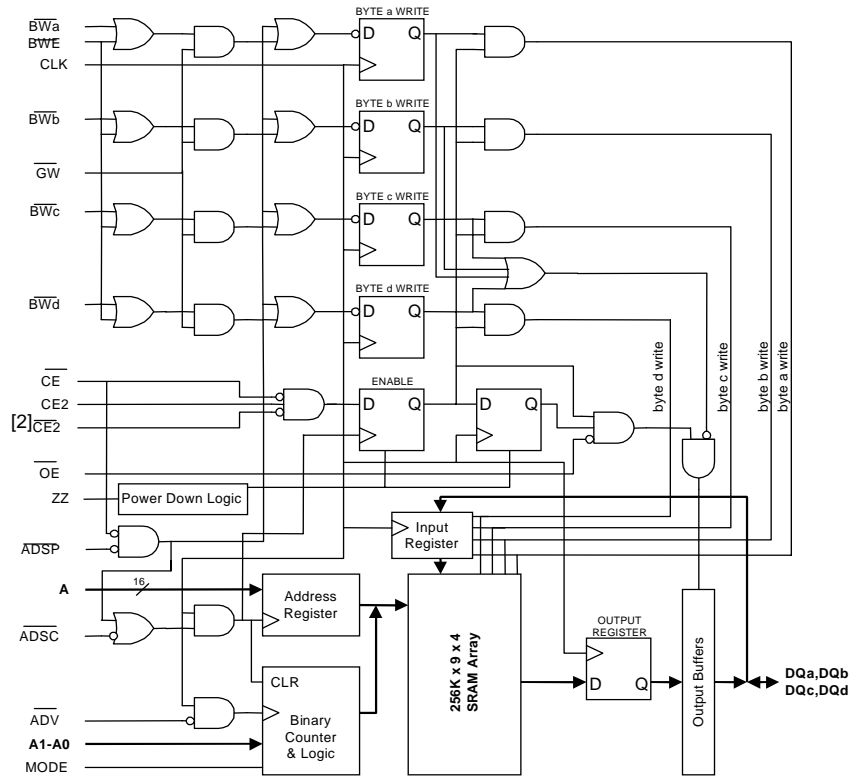 BYTE a WRITE
BWa
D Q
BWE
CLK
BYTE b WRITE
BWb
D Q
GW
BYTE c WRITE
BWc
D Q
BYTE d WRITE
BWd
D Q
byte d write
byte c write
byte b write
byte a write
CE
ENABLE
CE2
D Q
D Q
[2]CE2
OE
ZZ
Power Down Logic
Input
Register
ADSP
A
16
Address
Register
ADSC
256K x 9 x 4
SRAM Array
OUTPUT
REGISTER
D Q
Output Buffers
DQa,DQb
DQc,DQd
CLR
Binary
Counter
& Logic
ADV
A1-A0
MODE